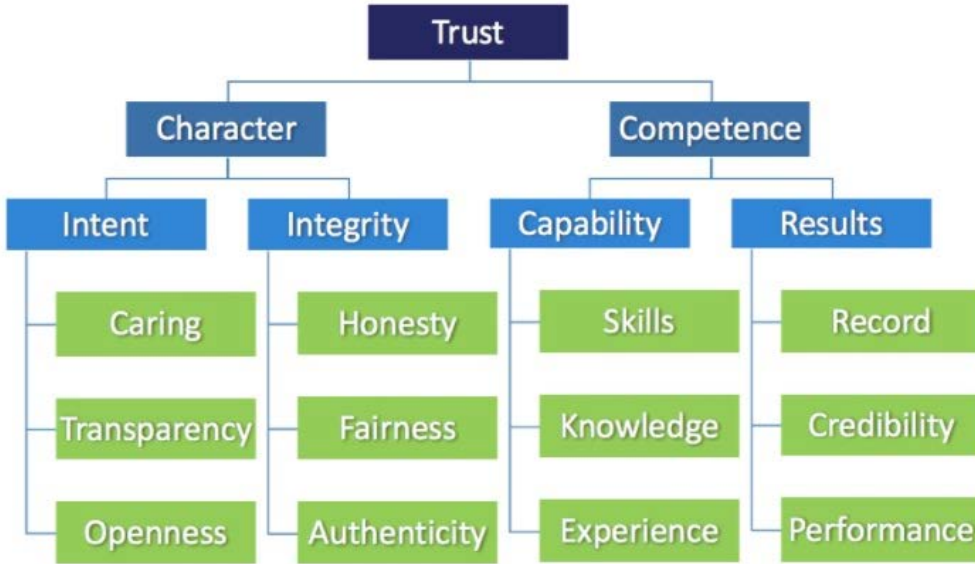 Trust
Character
Competence
Intent
Integrity
Capability
Results
Caring
Honesty
Skills
Record
Transparency
Fairness
Knowledge
Credibility
Openness
Authenticity
Experience
Performance